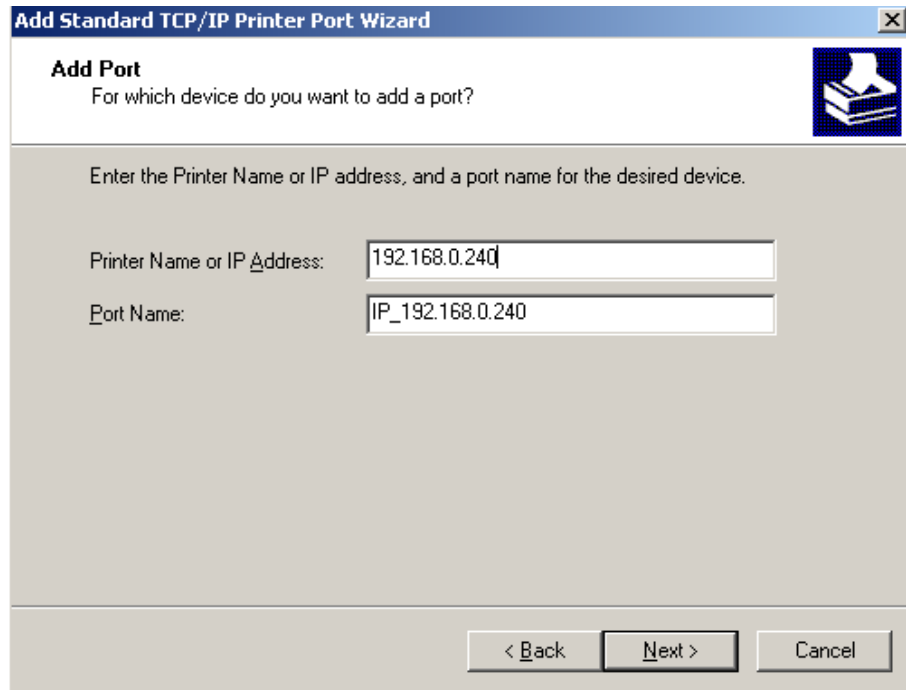 Add Standard TCP/IP Printer Port Wizard
Add Port
For which device do you want to add a port?
Enter the Printer Name or IP address, and a port name for the desired device.
Printer Name or IP Address: 192.168.0.240
Port Name: IP_192.168.0.240
< Back Next > Cancel